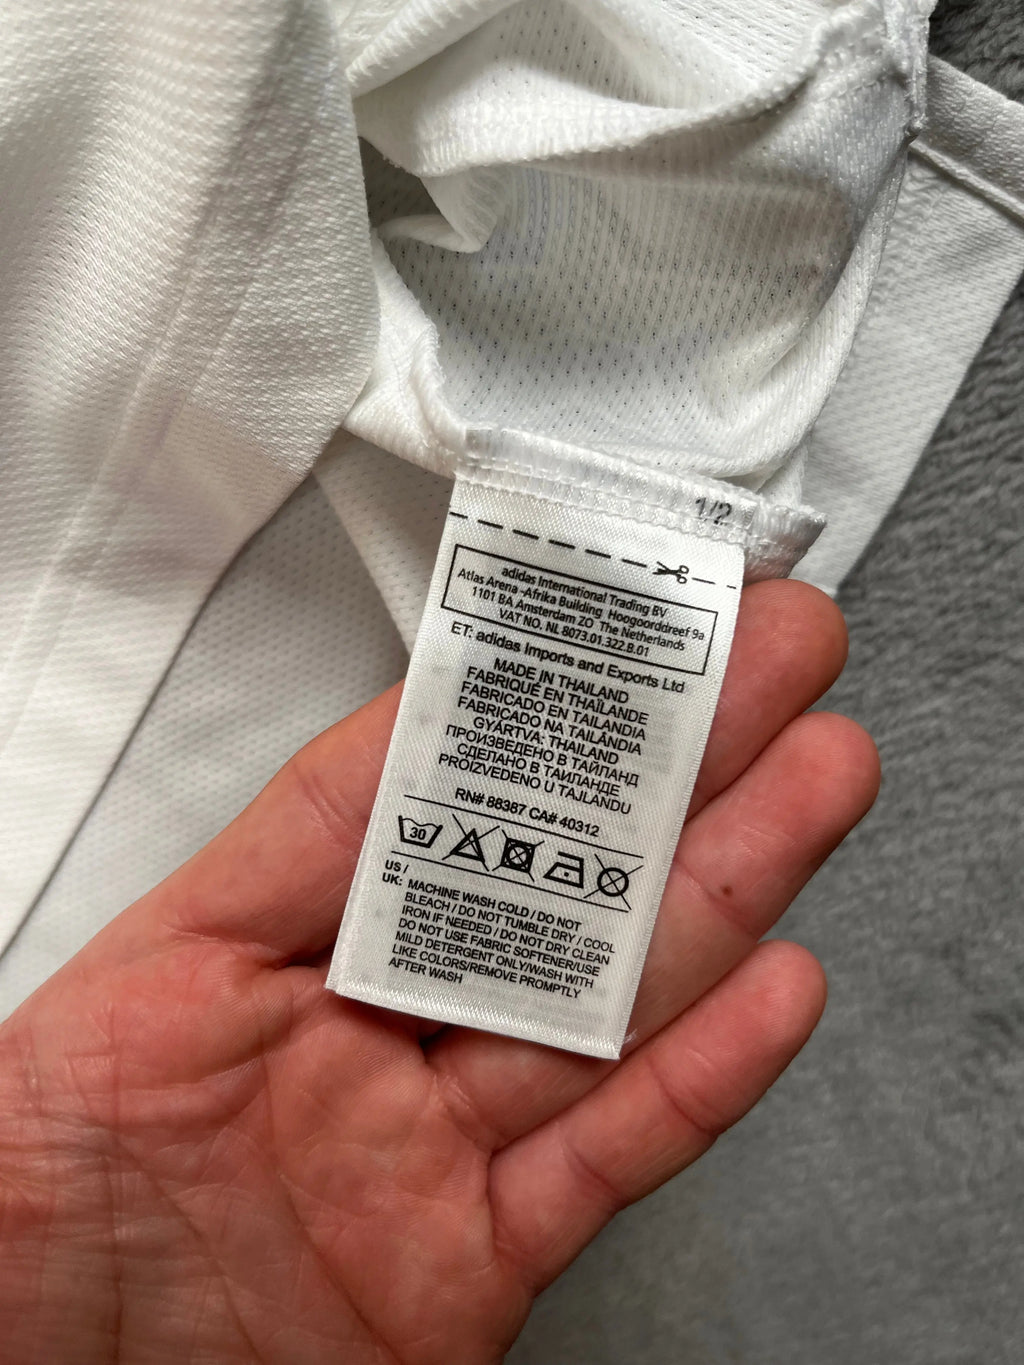 1/2
adidas International Trading BV
Atlas Arena -Afrika Building Hoogoorddreef 9a
1101 BA Amsterdam ZO The Netherlands
VAT NO. NL 8073.01.322.B.01
ET: adidas Imports and Exports Ltd
MADE IN THAILAND
FABRIQUÉ EN THAÏLANDE
FABRICADO EN TAILANDIA
FABRICADO NA TAILÂNDIA
GYÁRTVA: THAILAND
ПРОИЗВЕДЕНО В ТАЙЛАНД
СДЕЛАНО В ТАИЛАНДЕ
PROIZVEDENO U TAJLANDU
RN# 88387 CA# 40312
30
US /
UK: MACHINE WASH COLD / DO NOT
BLEACH / DO NOT TUMBLE DRY / COOL
IRON IF NEEDED / DO NOT DRY CLEAN
DO NOT USE FABRIC SOFTENER/USE
MILD DETERGENT ONLY/WASH WITH
LIKE COLORS/REMOVE PROMPTLY
AFTER WASH